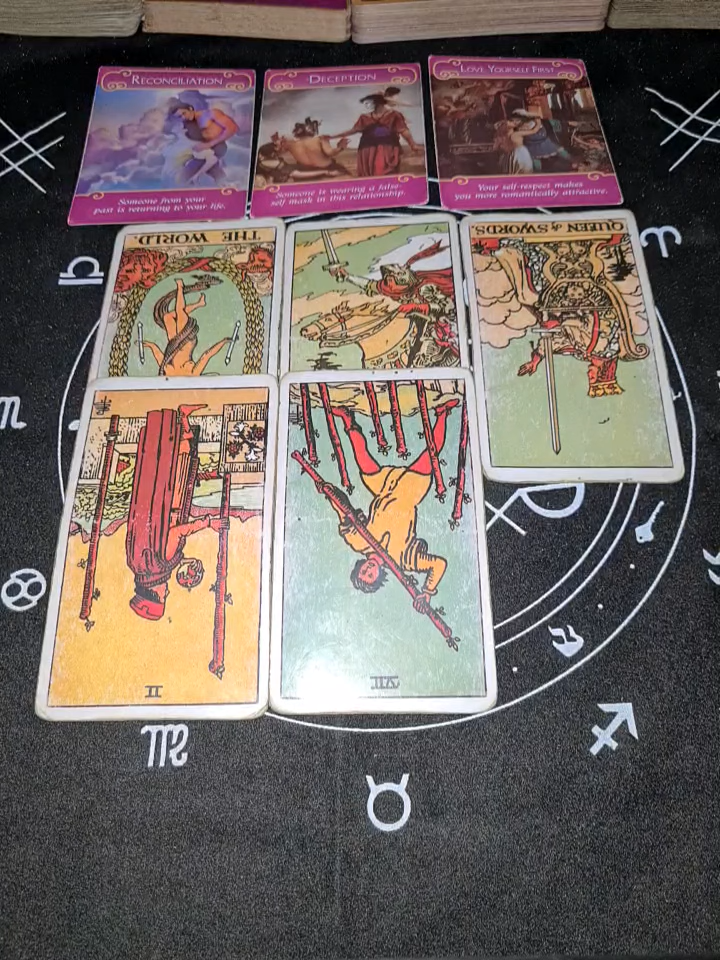 RECONCILIATION
Someone from your
past is returning to your life.
DECEPTION
Someone is wearing a false-
self mask in this relationship.
LOVE YOURSELF FIRST
Your self-respect makes
you more romantically attractive.
THE WORLD.
QUEEN of SWORDS.
II
VII